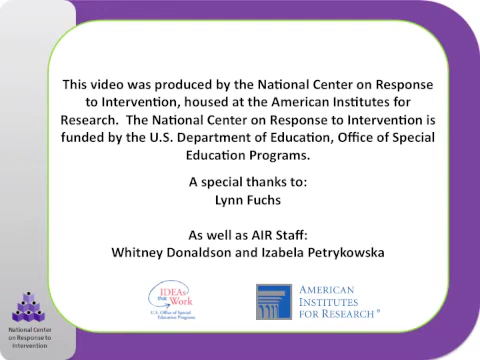 This video was produced by the National Center on Response
to Intervention, housed at the American Institutes for
Research.  The National Center on Response to Intervention is
funded by the U.S. Department of Education, Office of Special
Education Programs.
A special thanks to:
Lynn Fuchs
As well as AIR Staff:
Whitney Donaldson and Izabela Petrykowska
IDEAs
that
Work
U.S. Office of Special
Education Programs
AMERICAN
INSTITUTES
FOR RESEARCH®
National Center
on Response to
Intervention